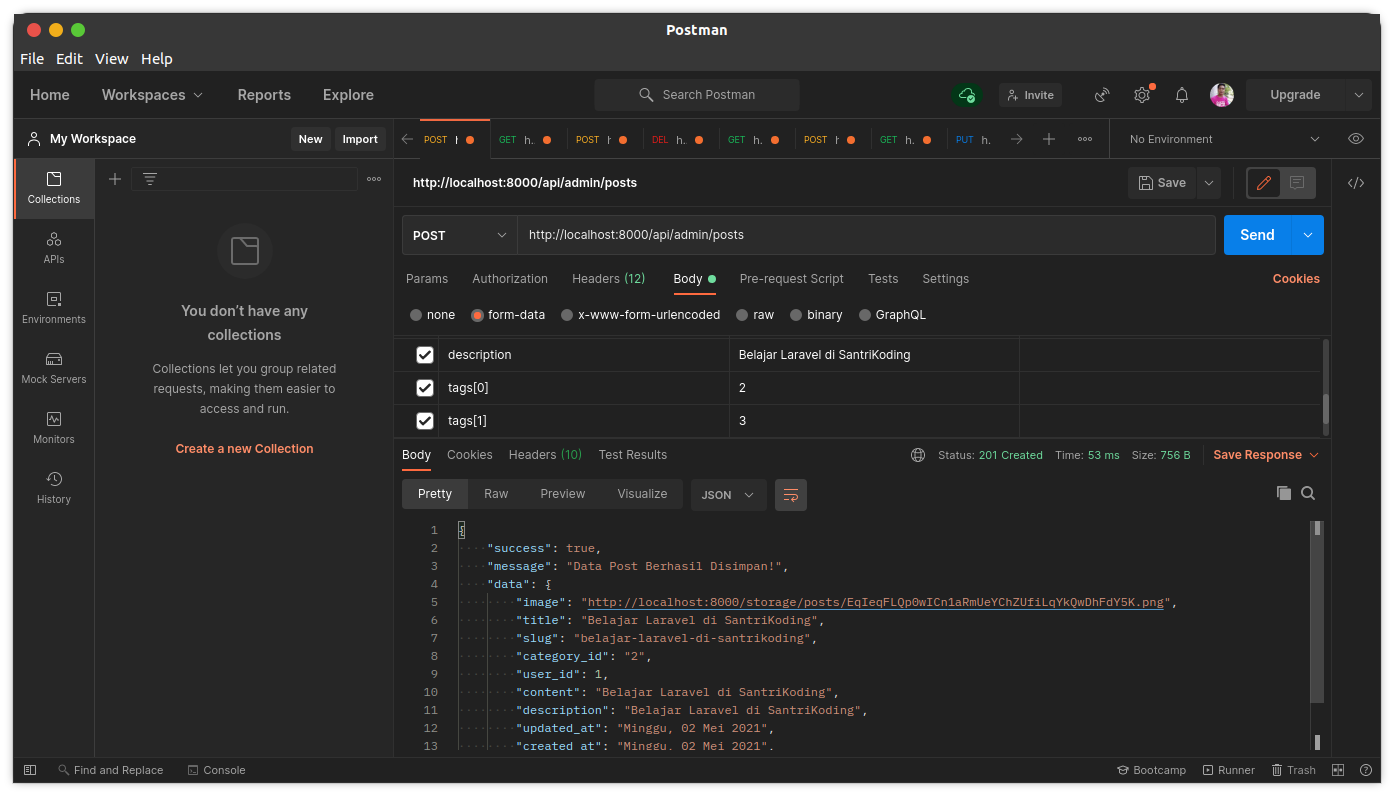 Postman
File Edit View Help
Home Workspaces Reports Explore Search Postman Invite Upgrade
My Workspace New Import POST h GET h. POST h DEL h. GET h. POST h GET h. PUT h. No Environment
Collections
APIs
Environments
Mock Servers
Monitors
History
You don't have any
collections
Collections let you group related
requests, making them easier to
access and run.
Create a new Collection
http://localhost:8000/api/admin/posts Save
POST http://localhost:8000/api/admin/posts Send
Params Authorization Headers (12) Body Pre-request Script Tests Settings Cookies
none form-data x-www-form-urlencoded raw binary GraphQL
description Belajar Laravel di SantriKoding
tags[0] 2
tags[1] 3
Body Cookies Headers (10) Test Results Status: 201 Created Time: 53 ms Size: 756 B Save Response
Pretty Raw Preview Visualize JSON
1 {
2 "success": true,
3 "message": "Data Post Berhasil Disimpan!",
4 "data": {
5 "image": "http://localhost:8000/storage/posts/EqIeqFLQp0wICn1aRmUeYChZUfiLqYkQwDhFdY5K.png",
6 "title": "Belajar Laravel di SantriKoding",
7 "slug": "belajar-laravel-di-santrikoding",
8 "category_id": "2",
9 "user_id": 1,
10 "content": "Belajar Laravel di SantriKoding",
11 "description": "Belajar Laravel di SantriKoding",
12 "updated_at": "Minggu, 02 Mei 2021",
13 "created_at": "Minggu, 02 Mei 2021",
Find and Replace Console Bootcamp Runner Trash